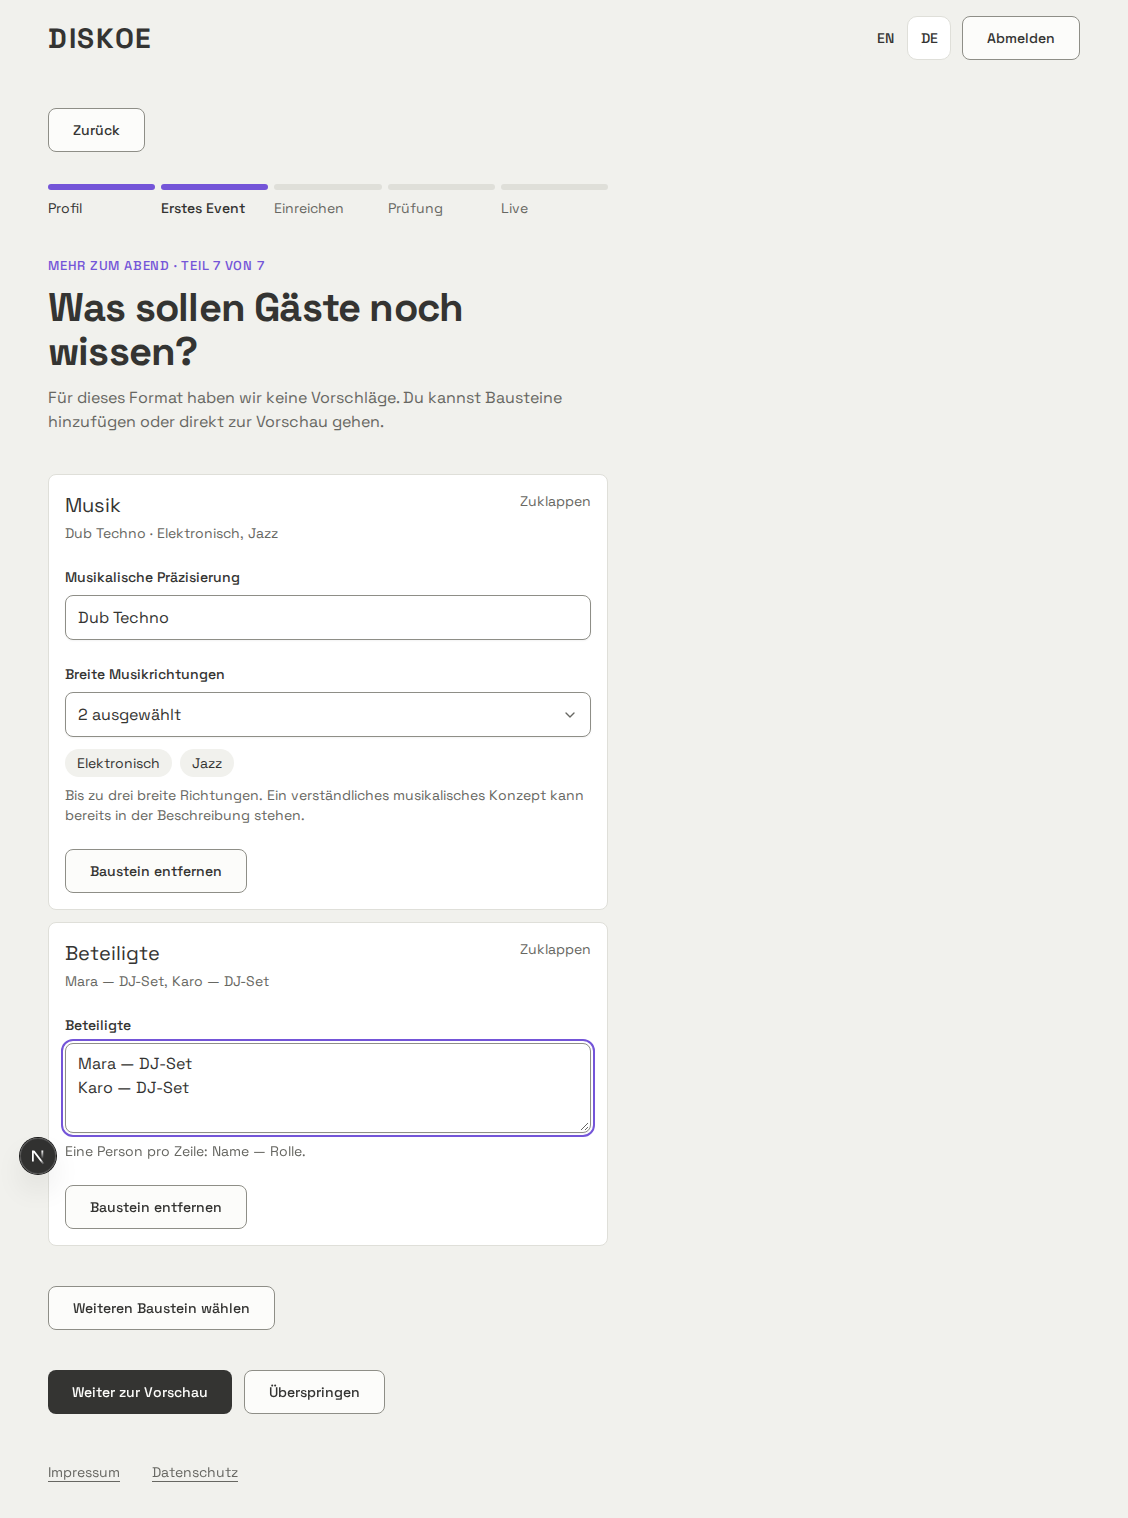 DISKOE
EN
DE
Abmelden
Zurück
Profil
Erstes Event
Einreichen
Prüfung
Live
MEHR ZUM ABEND · TEIL 7 VON 7
Was sollen Gäste noch
wissen?
Für dieses Format haben wir keine Vorschläge. Du kannst Bausteine
hinzufügen oder direkt zur Vorschau gehen.
Musik
Zuklappen
Dub Techno · Elektronisch, Jazz
Musikalische Präzisierung
Dub Techno
Breite Musikrichtungen
2 ausgewählt
Elektronisch
Jazz
Bis zu drei breite Richtungen. Ein verständliches musikalisches Konzept kann
bereits in der Beschreibung stehen.
Baustein entfernen
Beteiligte
Zuklappen
Mara — DJ-Set, Karo — DJ-Set
Beteiligte
Mara — DJ-Set
Karo — DJ-Set
N
Eine Person pro Zeile: Name — Rolle.
Baustein entfernen
Weiteren Baustein wählen
Weiter zur Vorschau
Überspringen
Impressum
Datenschutz